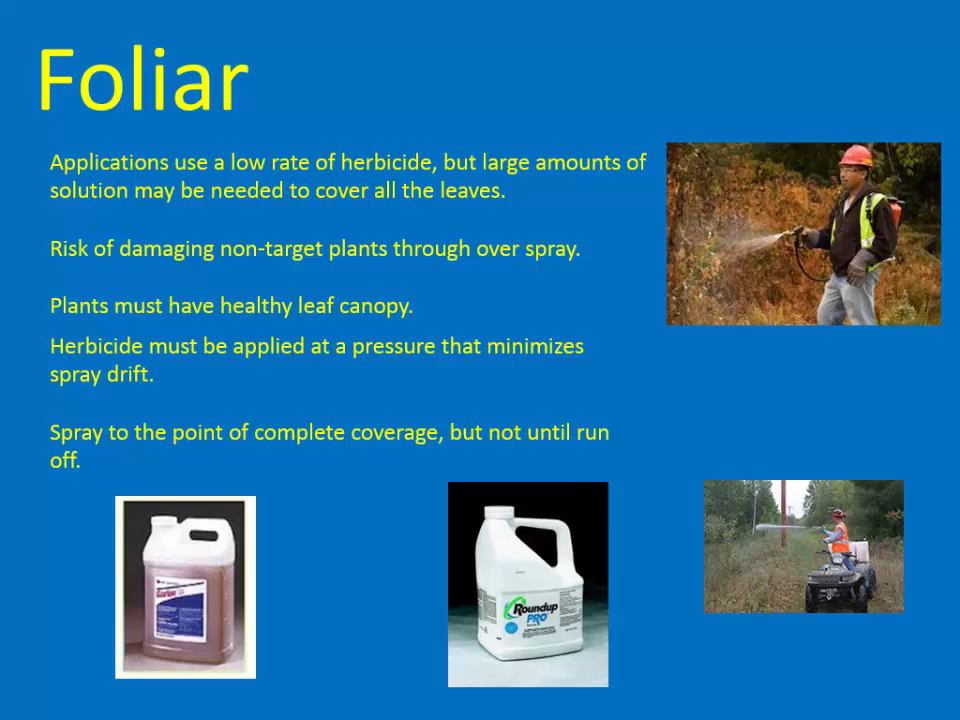 Foliar
Applications use a low rate of herbicide, but large amounts of
solution may be needed to cover all the leaves.
Risk of damaging non-target plants through over spray.
Plants must have healthy leaf canopy.
Herbicide must be applied at a pressure that minimizes
spray drift.
Spray to the point of complete coverage, but not until run
off.
Garlon
Roundup
PRO